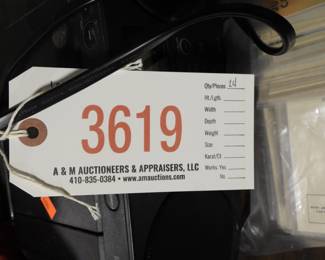 3619
A & M AUCTIONEERS & APPRAISERS, LLC
410-835-0384 • www.amauctions.com
Qty/Pieces 24
Ht./Lgth.
Width
Depth
Weight
Size
Karat/Ct
Works: Yes
No